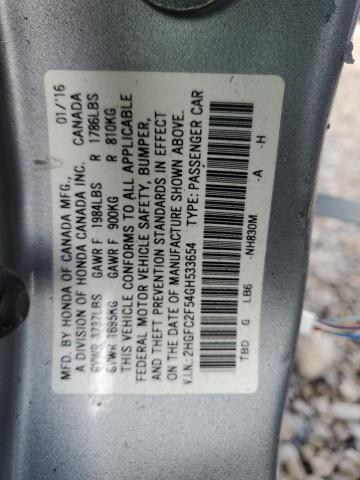 MFD. BY HONDA OF CANADA MFG., 01/'16
A DIVISION OF HONDA CANADA INC.
GVWR 3737LBS GAWR F 1984LBS R 1786LBS
GVWR 1695KG GAWR F 900KG R 810KG
THIS VEHICLE CONFORMS TO ALL APPLICABLE
FEDERAL MOTOR VEHICLE SAFETY, BUMPER,
AND THEFT PREVENTION STANDARDS IN EFFECT
ON THE DATE OF MANUFACTURE SHOWN ABOVE.
V.I.N.: 2HGFC2F54GH533654 TYPE: PASSENGER CAR
TBD G LB6 -NH830M -A -H